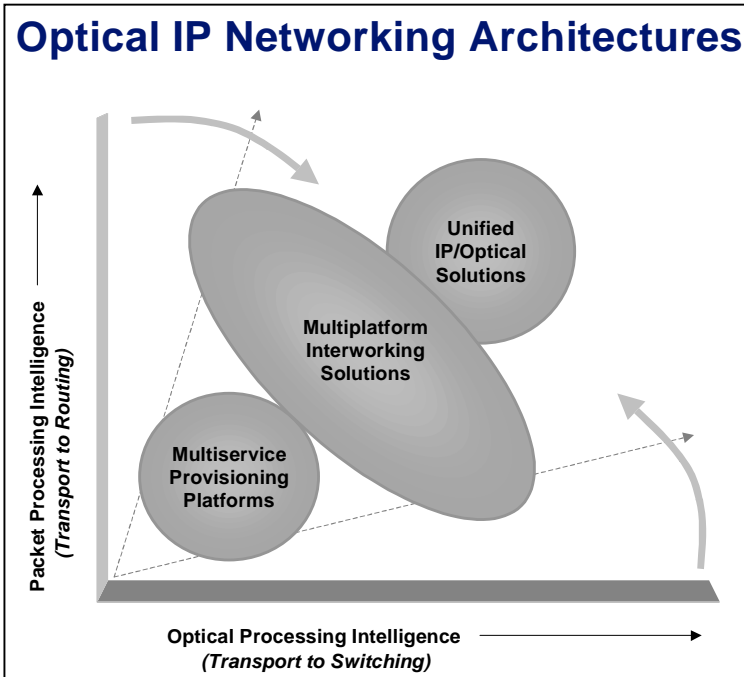 Optical IP Networking Architectures
Unified
IP/Optical
Solutions
Multiplatform
Interworking
Solutions
Multiservice
Provisioning
Platforms
Packet Processing Intelligence
(Transport to Routing)
Optical Processing Intelligence
(Transport to Switching)